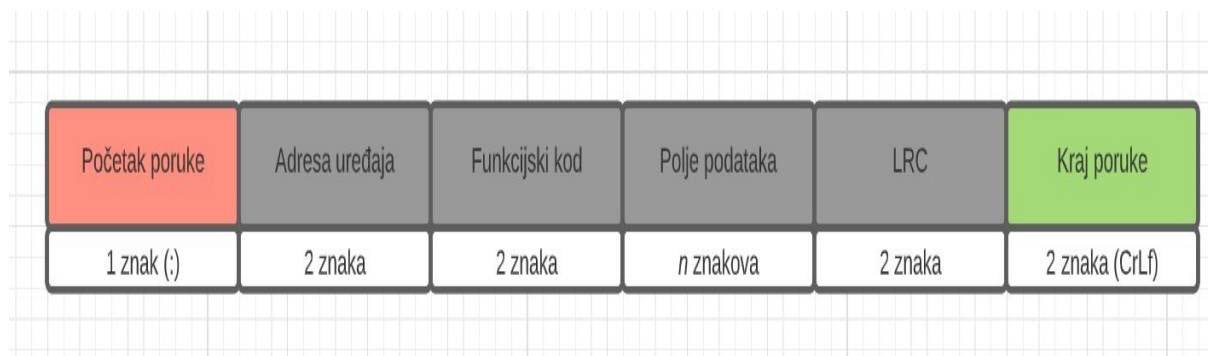 Početak poruke Adresa uređaja Funkcijski kod Polje podataka LRC Kraj poruke
1 znak (:) 2 znaka 2 znaka n znakova 2 znaka 2 znaka (CrLf)